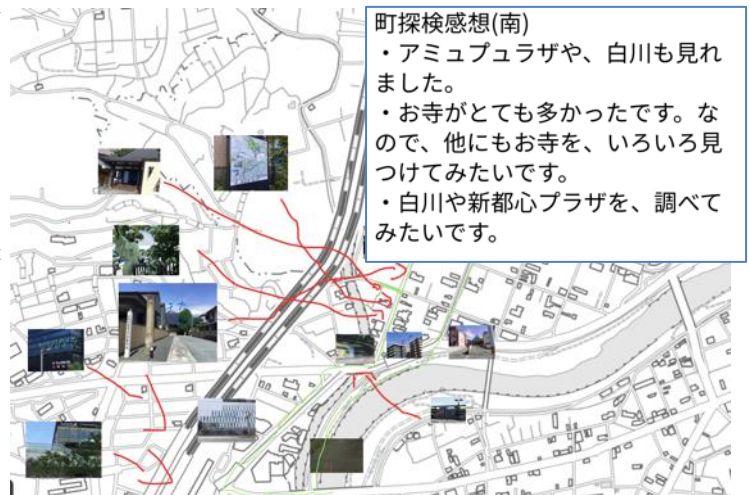 町探検感想(南)
・アミュプュラザや、白川も見れ
ました。
・お寺がとても多かったです。な
ので、他にもお寺を、いろいろ見
つけてみたいです。
・白川や新都心プラザを、調べて
みたいです。